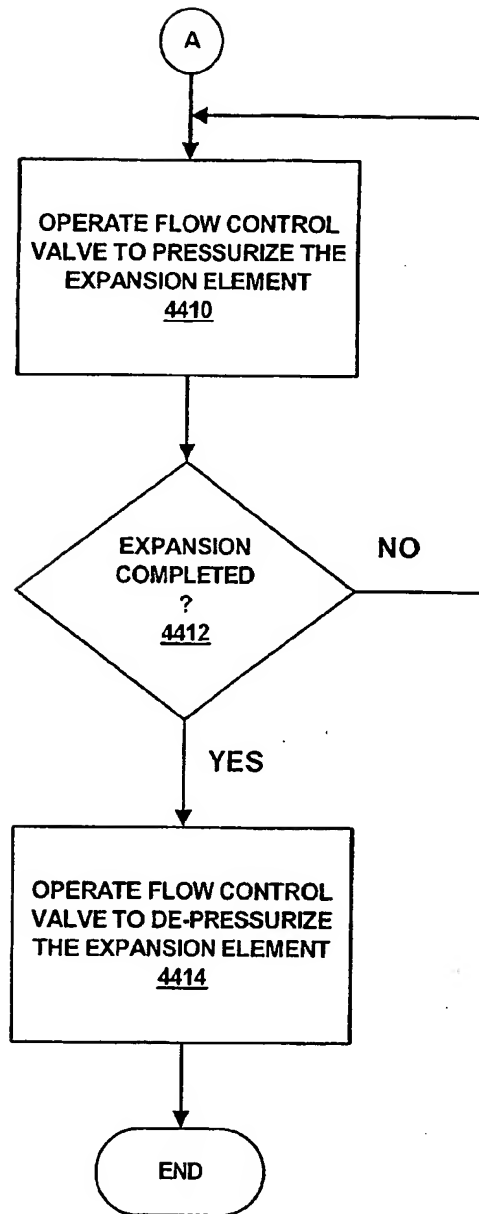 A
OPERATE FLOW CONTROL
VALVE TO PRESSURIZE THE
EXPANSION ELEMENT
4410
EXPANSION
COMPLETED
?
4412
NO
YES
OPERATE FLOW CONTROL
VALVE TO DE-PRESSURIZE
THE EXPANSION ELEMENT
4414
END